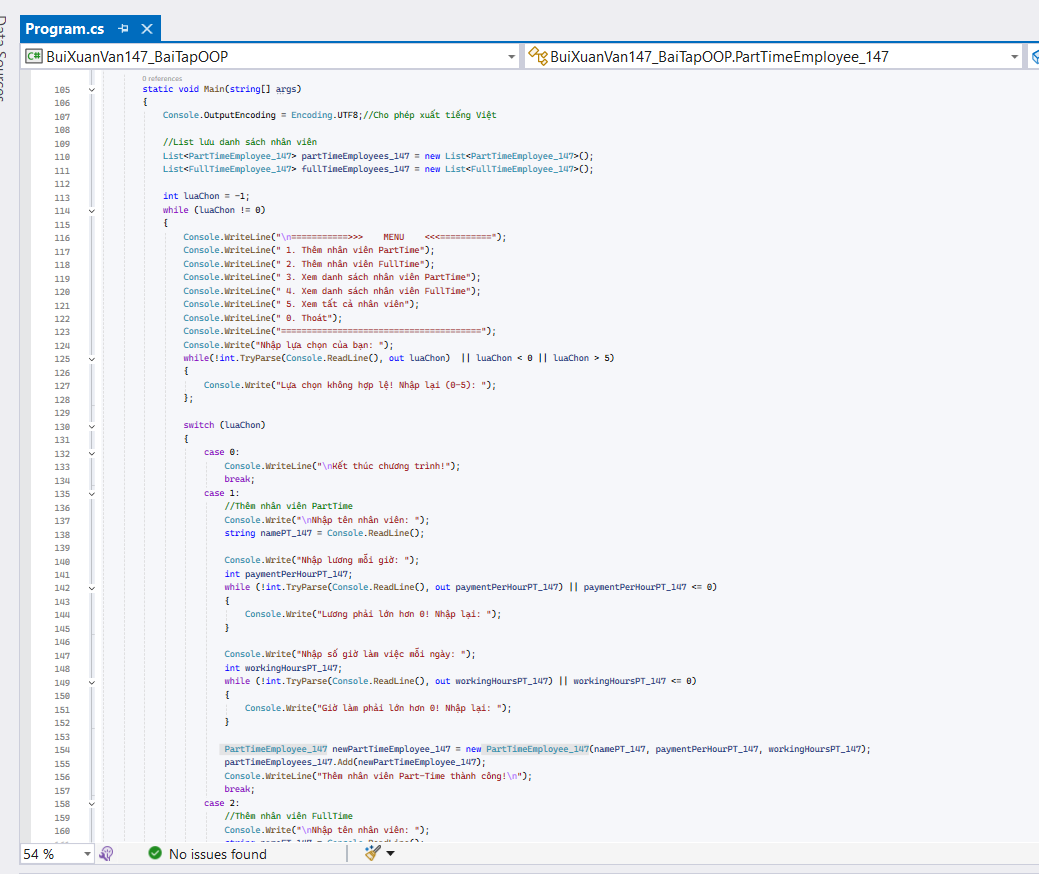 Data Sources
Program.cs
BuiXuanVan147_BaiTapOOP
BuiXuanVan147_BaiTapOOP.PartTimeEmployee_147
0 references
105 static void Main(string[] args)
106 {
107 Console.OutputEncoding = Encoding.UTF8;//Cho phép xuất tiếng Việt
108
109 //List lưu danh sách nhân viên
110 List<PartTimeEmployee_147> partTimeEmployees_147 = new List<PartTimeEmployee_147>();
111 List<FullTimeEmployee_147> fullTimeEmployees_147 = new List<FullTimeEmployee_147>();
112
113 int luaChon = -1;
114 while (luaChon != 0)
115 {
116 Console.WriteLine("\n===========>>>    MENU    <<<==========");
117 Console.WriteLine(" 1. Thêm nhân viên PartTime");
118 Console.WriteLine(" 2. Thêm nhân viên FullTime");
119 Console.WriteLine(" 3. Xem danh sách nhân viên PartTime");
120 Console.WriteLine(" 4. Xem danh sách nhân viên FullTime");
121 Console.WriteLine(" 5. Xem tất cả nhân viên");
122 Console.WriteLine(" 0. Thoát");
123 Console.WriteLine("=======================================");
124 Console.Write("Nhập lựa chọn của bạn: ");
125 while(!int.TryParse(Console.ReadLine(), out luaChon)  || luaChon < 0 || luaChon > 5)
126 {
127 Console.Write("Lựa chọn không hợp lệ! Nhập lại (0-5): ");
128 };
129
130 switch (luaChon)
131 {
132 case 0:
133 Console.WriteLine("\nKết thúc chương trình!");
134 break;
135 case 1:
136 //Thêm nhân viên PartTime
137 Console.Write("\nNhập tên nhân viên: ");
138 string namePT_147 = Console.ReadLine();
139
140 Console.Write("Nhập lương mỗi giờ: ");
141 int paymentPerHourPT_147;
142 while (!int.TryParse(Console.ReadLine(), out paymentPerHourPT_147) || paymentPerHourPT_147 <= 0)
143 {
144 Console.Write("Lương phải lớn hơn 0! Nhập lại: ");
145 }
146
147 Console.Write("Nhập số giờ làm việc mỗi ngày: ");
148 int workingHoursPT_147;
149 while (!int.TryParse(Console.ReadLine(), out workingHoursPT_147) || workingHoursPT_147 <= 0)
150 {
151 Console.Write("Giờ làm phải lớn hơn 0! Nhập lại: ");
152 }
153
154 PartTimeEmployee_147 newPartTimeEmployee_147 = new PartTimeEmployee_147(namePT_147, paymentPerHourPT_147, workingHoursPT_147);
155 partTimeEmployees_147.Add(newPartTimeEmployee_147);
156 Console.WriteLine("Thêm nhân viên Part-Time thành công!\n");
157 break;
158 case 2:
159 //Thêm nhân viên FullTime
160 Console.Write("\nNhập tên nhân viên: ");
54 %
No issues found